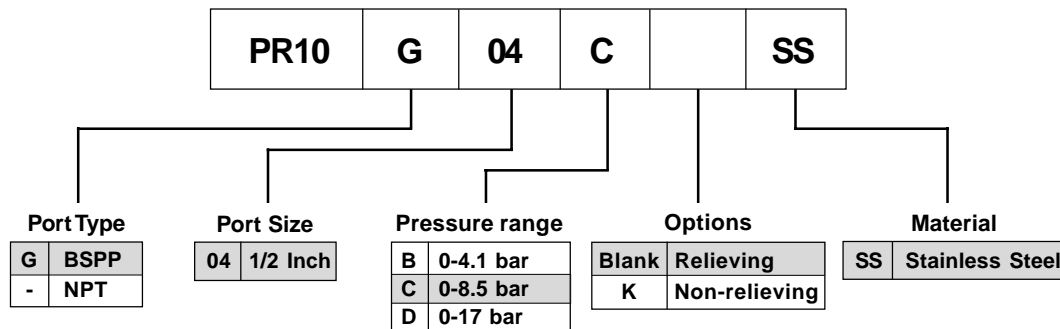 PR10 G 04 C SS
Port Type
G BSPP
- NPT
Port Size
04 1/2 Inch
Pressure range
B 0-4.1 bar
C 0-8.5 bar
D 0-17 bar
Options
Blank Relieving
K Non-relieving
Material
SS Stainless Steel